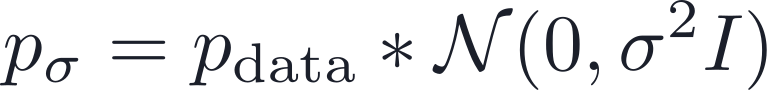 p_σ = p_data * 𝒩(0, σ²I)